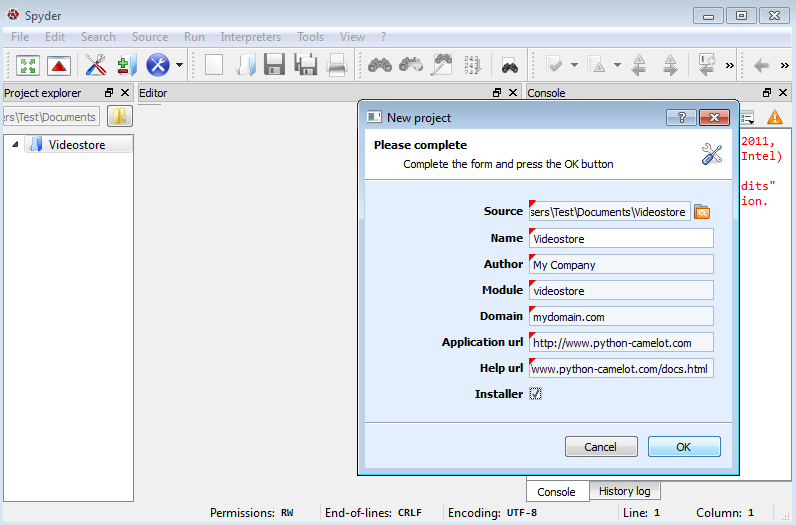 Spyder
File Edit Search Source Run Interpreters Tools View ?
Project explorer
Editor
Console
ers\Test\Documents
Videostore
2011,
Intel)
dits"
ion.
New project
Please complete
Complete the form and press the OK button
Source sers\Test\Documents\Videostore
Name Videostore
Author My Company
Module videostore
Domain mydomain.com
Application url http://www.python-camelot.com
Help url www.python-camelot.com/docs.html
Installer
Cancel OK
Console History log
Permissions: RW End-of-lines: CRLF Encoding: UTF-8 Line: 1 Column: 1